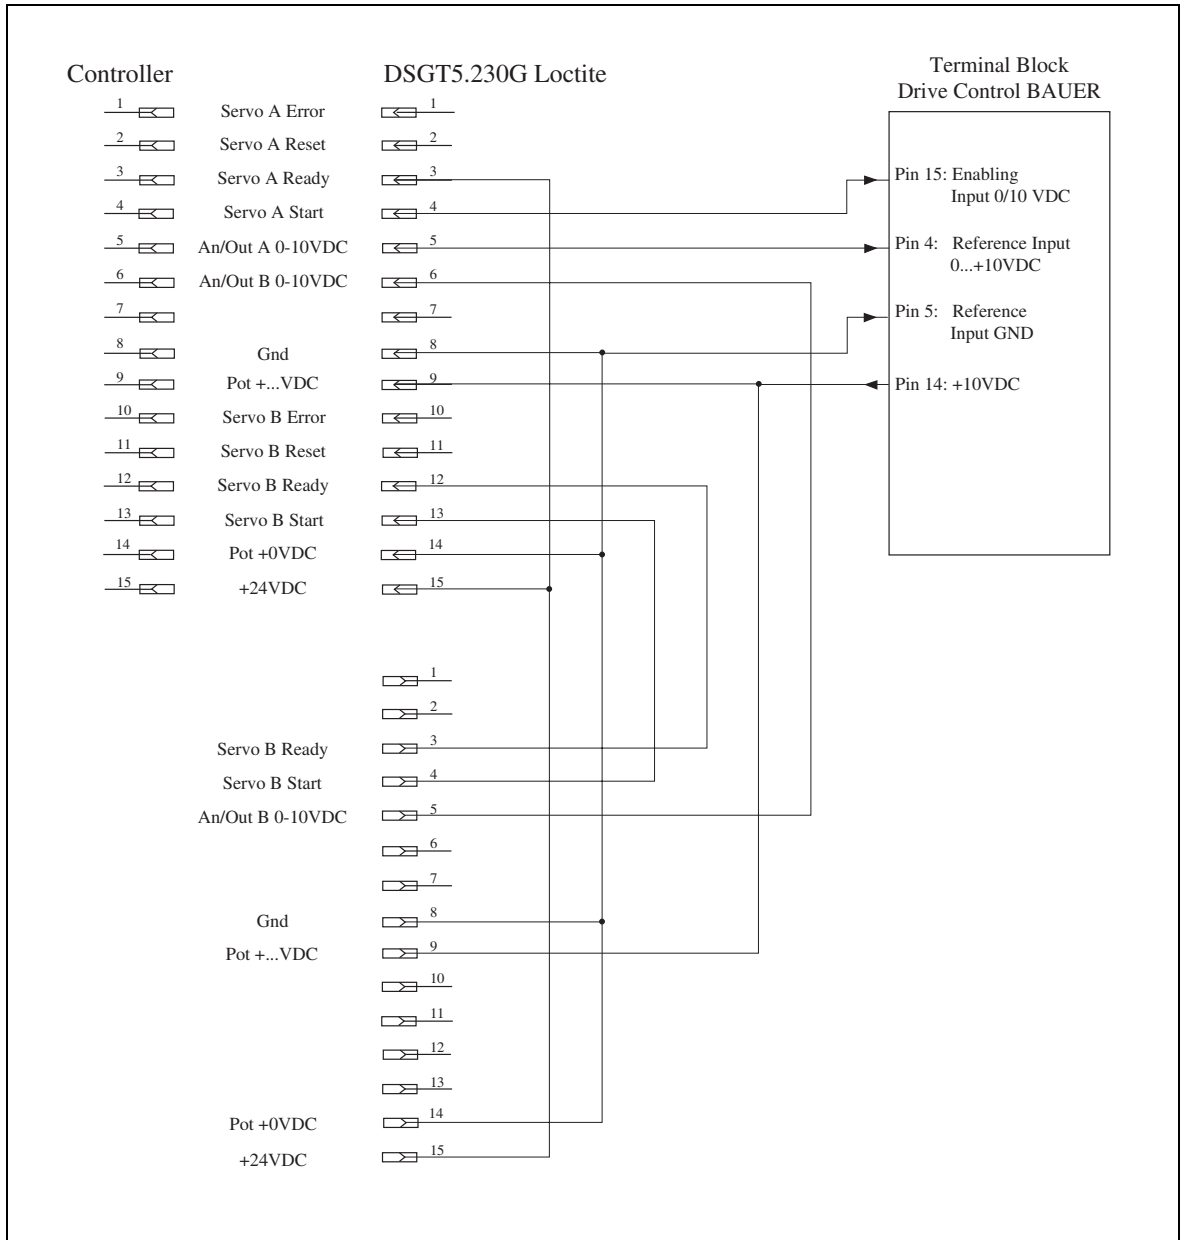 Controller
DSGT5.230G Loctite
Terminal Block
Drive Control BAUER
1 Servo A Error 1
2 Servo A Reset 2
3 Servo A Ready 3
4 Servo A Start 4
5 An/Out A 0-10VDC 5
6 An/Out B 0-10VDC 6
7 7
8 Gnd 8
9 Pot +...VDC 9
10 Servo B Error 10
11 Servo B Reset 11
12 Servo B Ready 12
13 Servo B Start 13
14 Pot +0VDC 14
15 +24VDC 15
Pin 15: Enabling
Input 0/10 VDC
Pin 4: Reference Input
0...+10VDC
Pin 5: Reference
Input GND
Pin 14: +10VDC
1
2
Servo B Ready 3
Servo B Start 4
An/Out B 0-10VDC 5
6
7
Gnd 8
Pot +...VDC 9
10
11
12
13
Pot +0VDC 14
+24VDC 15